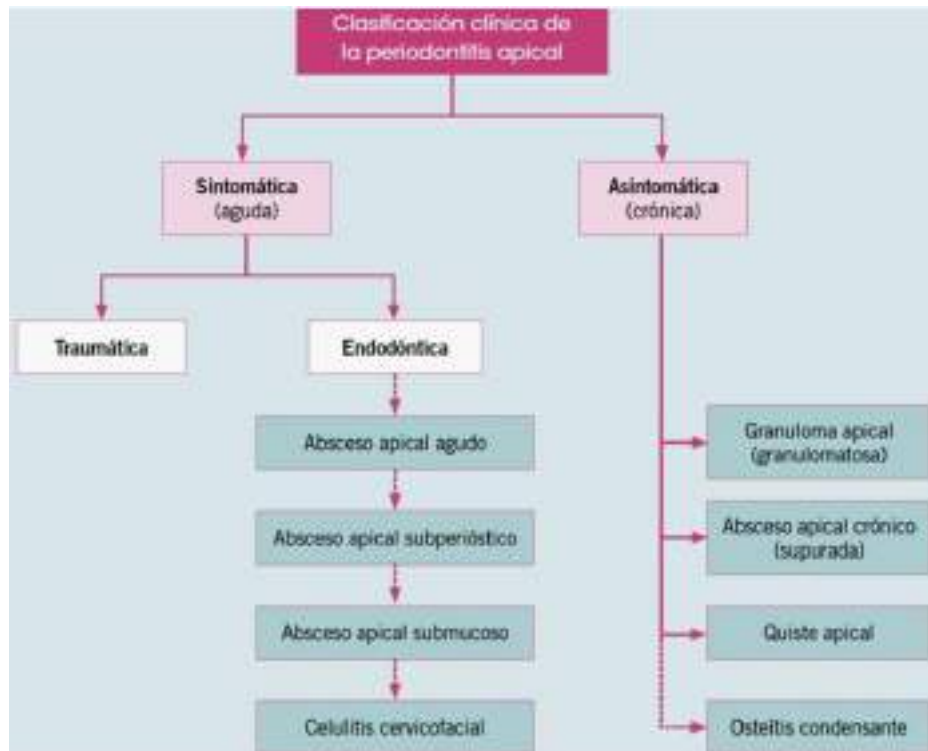 Clasificación clínica de
la periodontitis apical
Sintomática
(aguda)
Asintomática
(crónica)
Traumática
Endodóntica
Absceso apical agudo
Absceso apical subperióstico
Absceso apical submucoso
Celulitis cervicofacial
Granuloma apical
(granulomatosa)
Absceso apical crónico
(supurada)
Quiste apical
Osteítis condensante